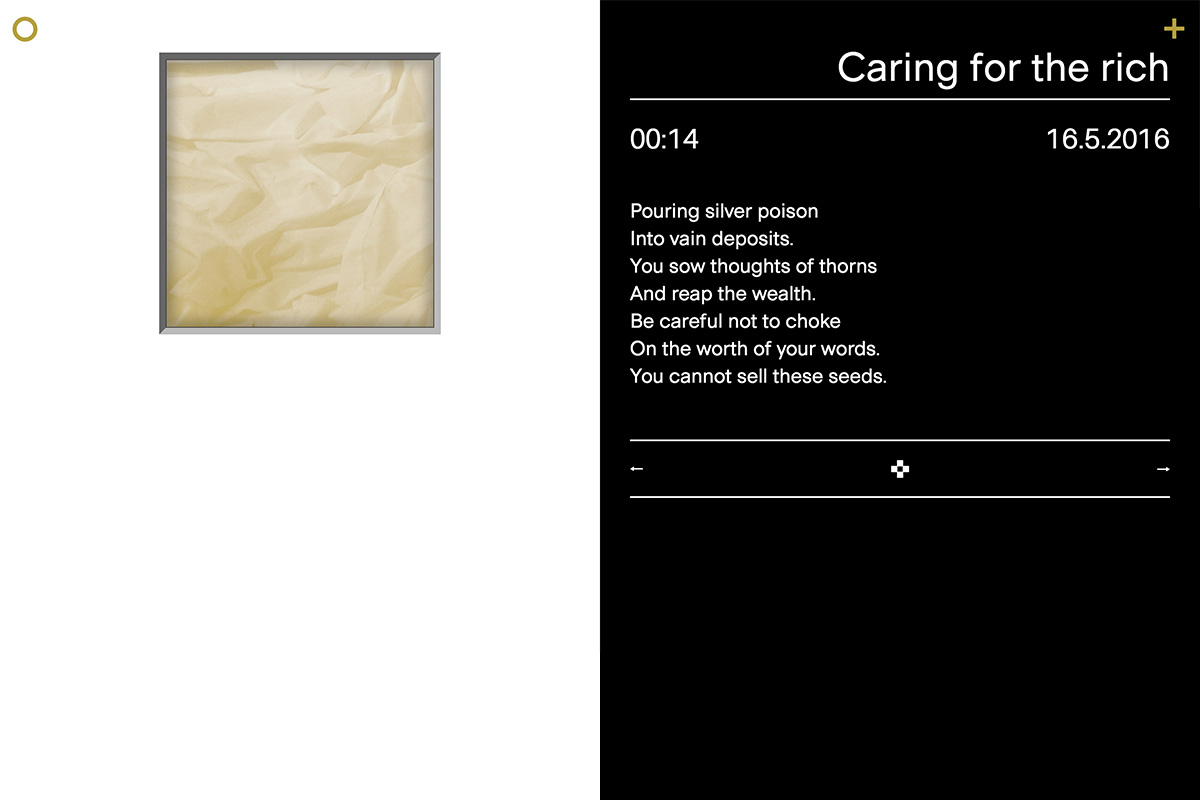 Caring for the rich
00:14 16.5.2016
Pouring silver poison
Into vain deposits.
You sow thoughts of thorns
And reap the wealth.
Be careful not to choke
On the worth of your words.
You cannot sell these seeds.